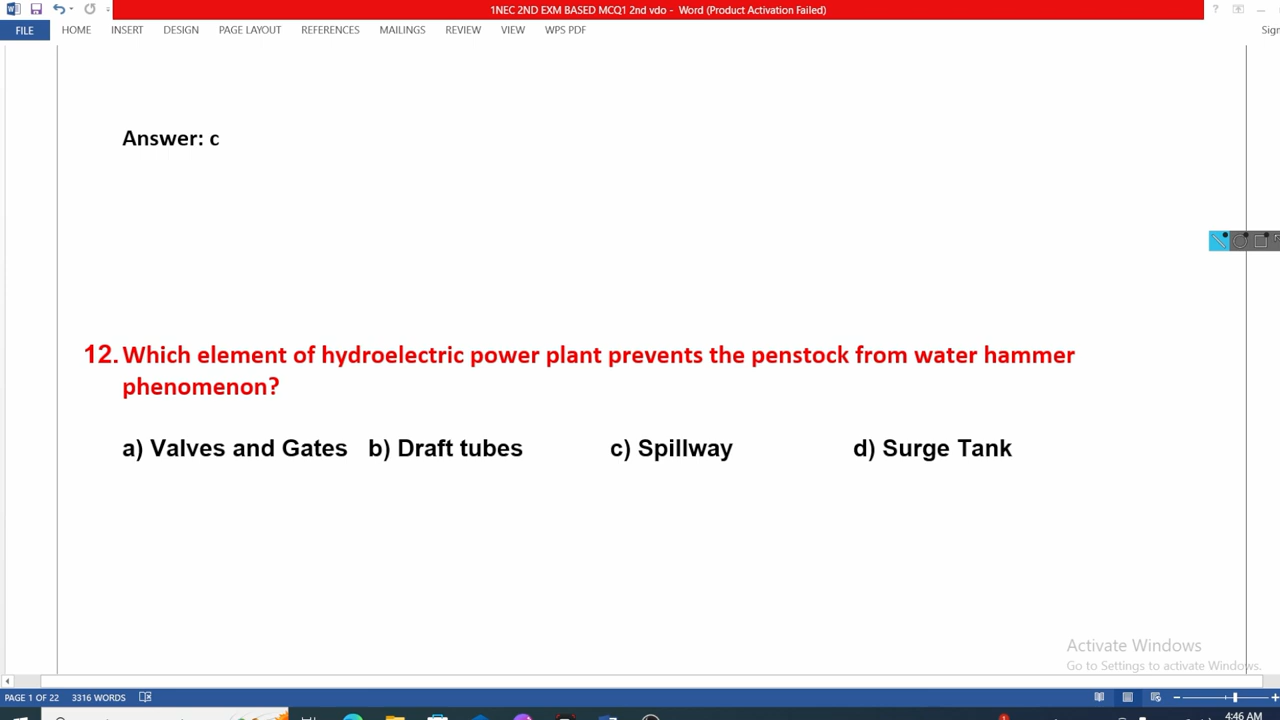 1NEC 2ND EXM BASED MCQ1 2nd vdo - Word (Product Activation Failed)
FILE HOME INSERT DESIGN PAGE LAYOUT REFERENCES MAILINGS REVIEW VIEW WPS PDF
Answer: c
12. Which element of hydroelectric power plant prevents the penstock from water hammer
phenomenon?
a) Valves and Gates b) Draft tubes c) Spillway d) Surge Tank
Activate Windows
Go to Settings to activate Windows.
PAGE 1 OF 22 3316 WORDS
4:46 AM